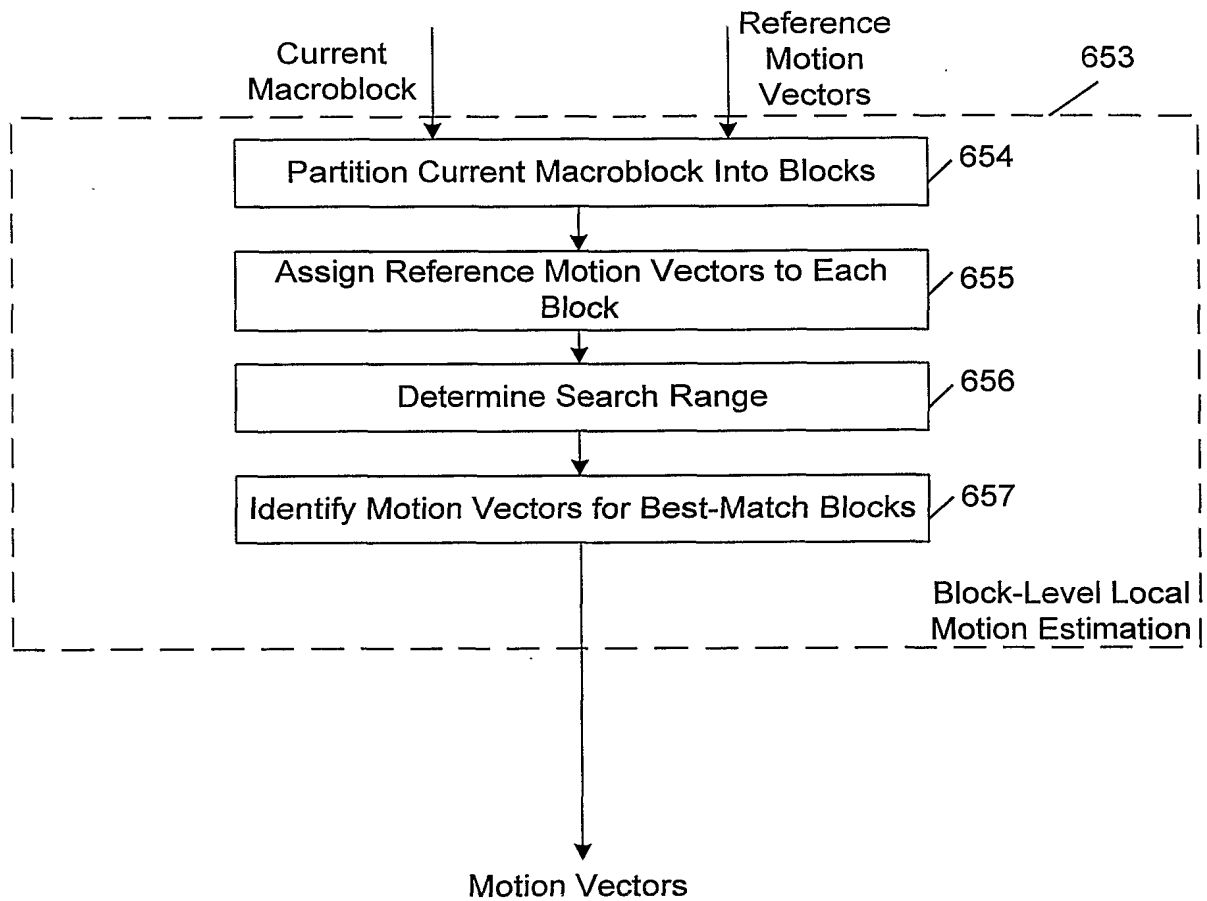 Current
Macroblock
Reference
Motion
Vectors
653
Partition Current Macroblock Into Blocks
654
Assign Reference Motion Vectors to Each
Block
655
Determine Search Range
656
Identify Motion Vectors for Best-Match Blocks
657
Block-Level Local
Motion Estimation
Motion Vectors